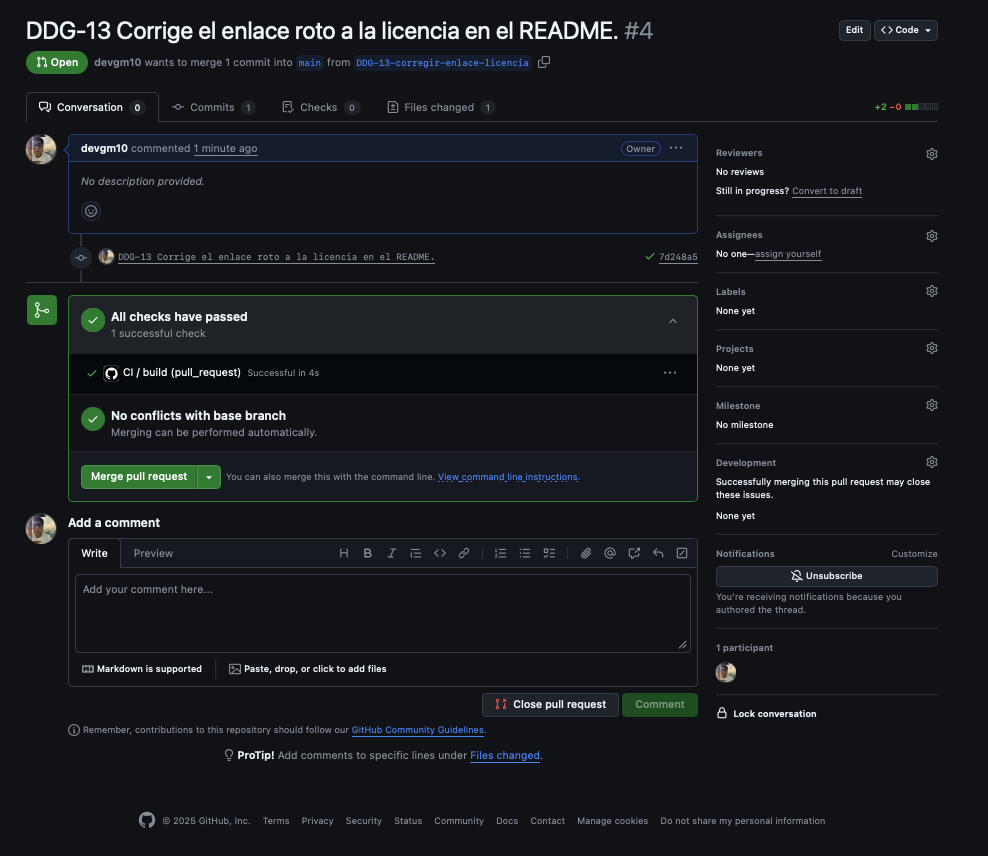 DDG-13 Corrige el enlace roto a la licencia en el README. #4
Edit
<> Code
Open
devgm10 wants to merge 1 commit into main from DDG-13-corregir-enlace-licencia
Conversation 0
Commits 1
Checks 0
Files changed 1
+2 −0
devgm10 commented 1 minute ago
Owner
No description provided.
DDG-13 Corrige el enlace roto a la licencia en el README.
7d248a5
All checks have passed
1 successful check
CI / build (pull_request) Successful in 4s
No conflicts with base branch
Merging can be performed automatically.
Merge pull request
You can also merge this with the command line. View command line instructions.
Add a comment
Write
Preview
Add your comment here...
Markdown is supported
Paste, drop, or click to add files
Close pull request
Comment
Remember, contributions to this repository should follow our GitHub Community Guidelines.
ProTip! Add comments to specific lines under Files changed.
Reviewers
No reviews
Still in progress? Convert to draft
Assignees
No one—assign yourself
Labels
None yet
Projects
None yet
Milestone
No milestone
Development
Successfully merging this pull request may close
these issues.
None yet
Notifications
Customize
Unsubscribe
You're receiving notifications because you
authored the thread.
1 participant
Lock conversation
© 2025 GitHub, Inc.
Terms
Privacy
Security
Status
Community
Docs
Contact
Manage cookies
Do not share my personal information